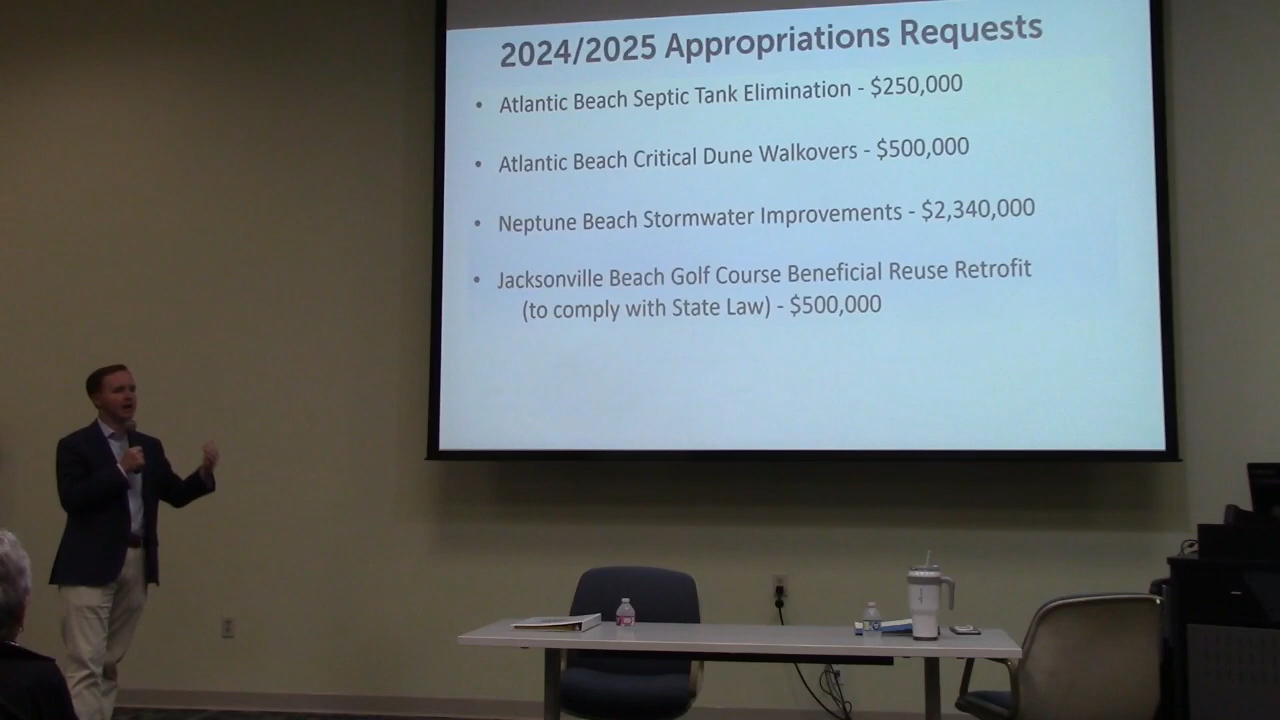 2024/2025 Appropriations Requests
• Atlantic Beach Septic Tank Elimination - $250,000
• Atlantic Beach Critical Dune Walkovers - $500,000
• Neptune Beach Stormwater Improvements - $2,340,000
• Jacksonville Beach Golf Course Beneficial Reuse Retrofit
(to comply with State Law) - $500,000